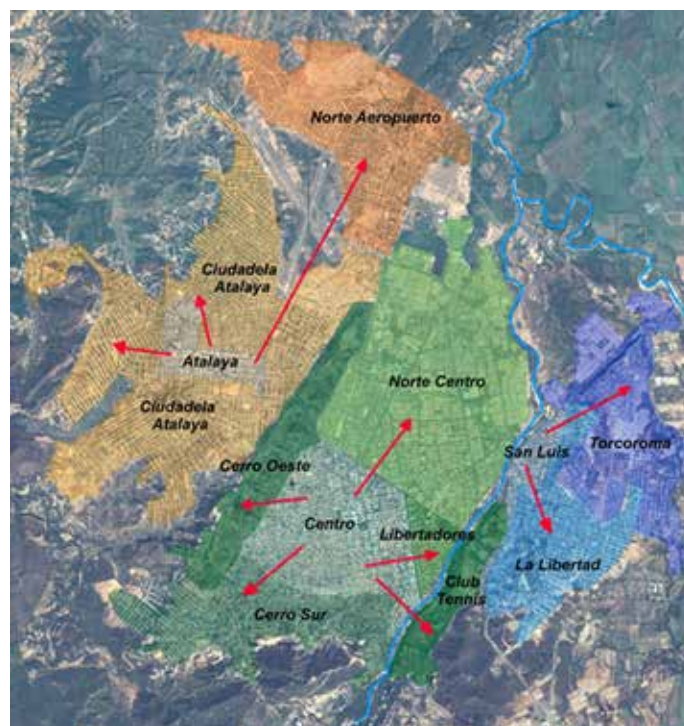 Norte Aeropuerto
Ciudadela
Atalaya
Atalaya
Norte Centro
Ciudadela
Atalaya
Torcoroma
San Luis
Cerro Oeste
Centro
Libertadores
La Libertad
Club
Tennis
Cerro Sur